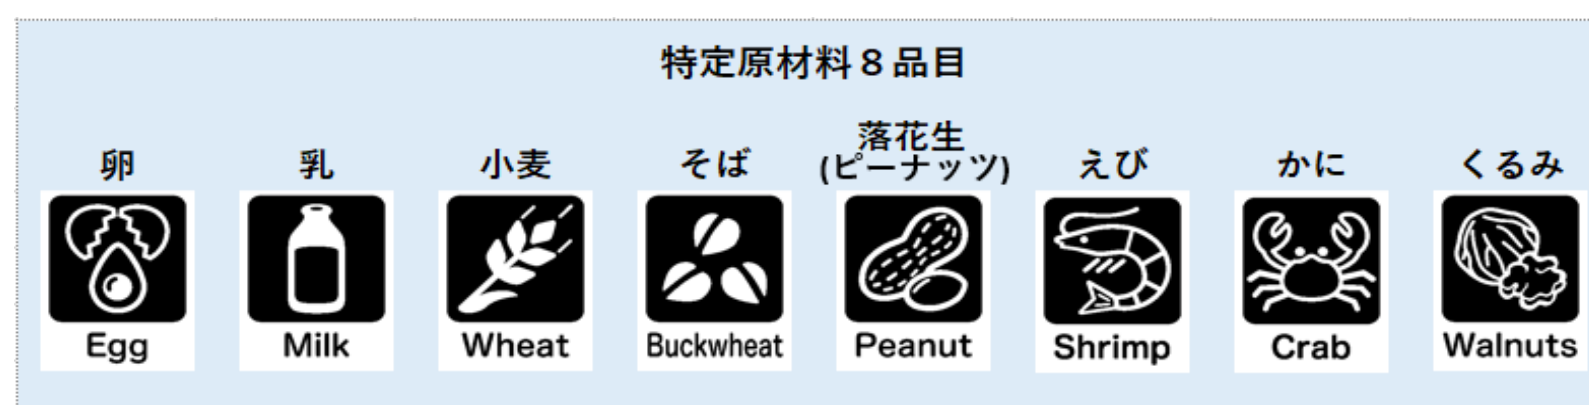 特定原材料８品目
卵 乳 小麦 そば 落花生 えび かに くるみ
(ピーナッツ)
Egg Milk Wheat Buckwheat Peanut Shrimp Crab Walnuts